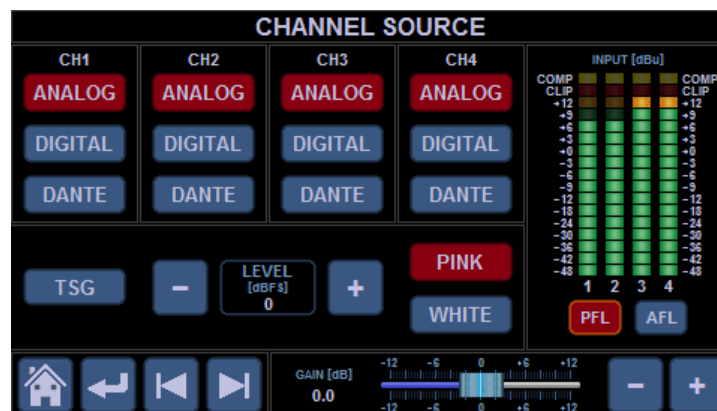 CHANNEL SOURCE
CH1 CH2 CH3 CH4
ANALOG ANALOG ANALOG ANALOG
DIGITAL DIGITAL DIGITAL DIGITAL
DANTE DANTE DANTE DANTE
INPUT [dBu]
COMP COMP
CLIP CLIP
+12 +12
+9 +9
+6 +6
+3 +3
+0 +0
-3 -3
-6 -6
-9 -9
-12 -12
-18 -18
-24 -24
-30 -30
-36 -36
-42 -42
-48 -48
1 2 3 4
PFL AFL
TSG
−
LEVEL
[dBFS]
0
+
PINK
WHITE
GAIN [dB]
0.0
-12 -6 0 +6 +12
-12 -6 0 +6 +12
− +